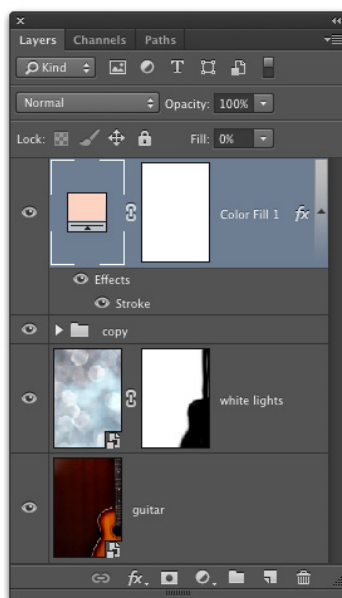 Layers Channels Paths
Kind T
Normal Opacity: 100%
Lock: Fill: 0%
Color Fill 1 fx
Effects
Stroke
copy
white lights
guitar
fx